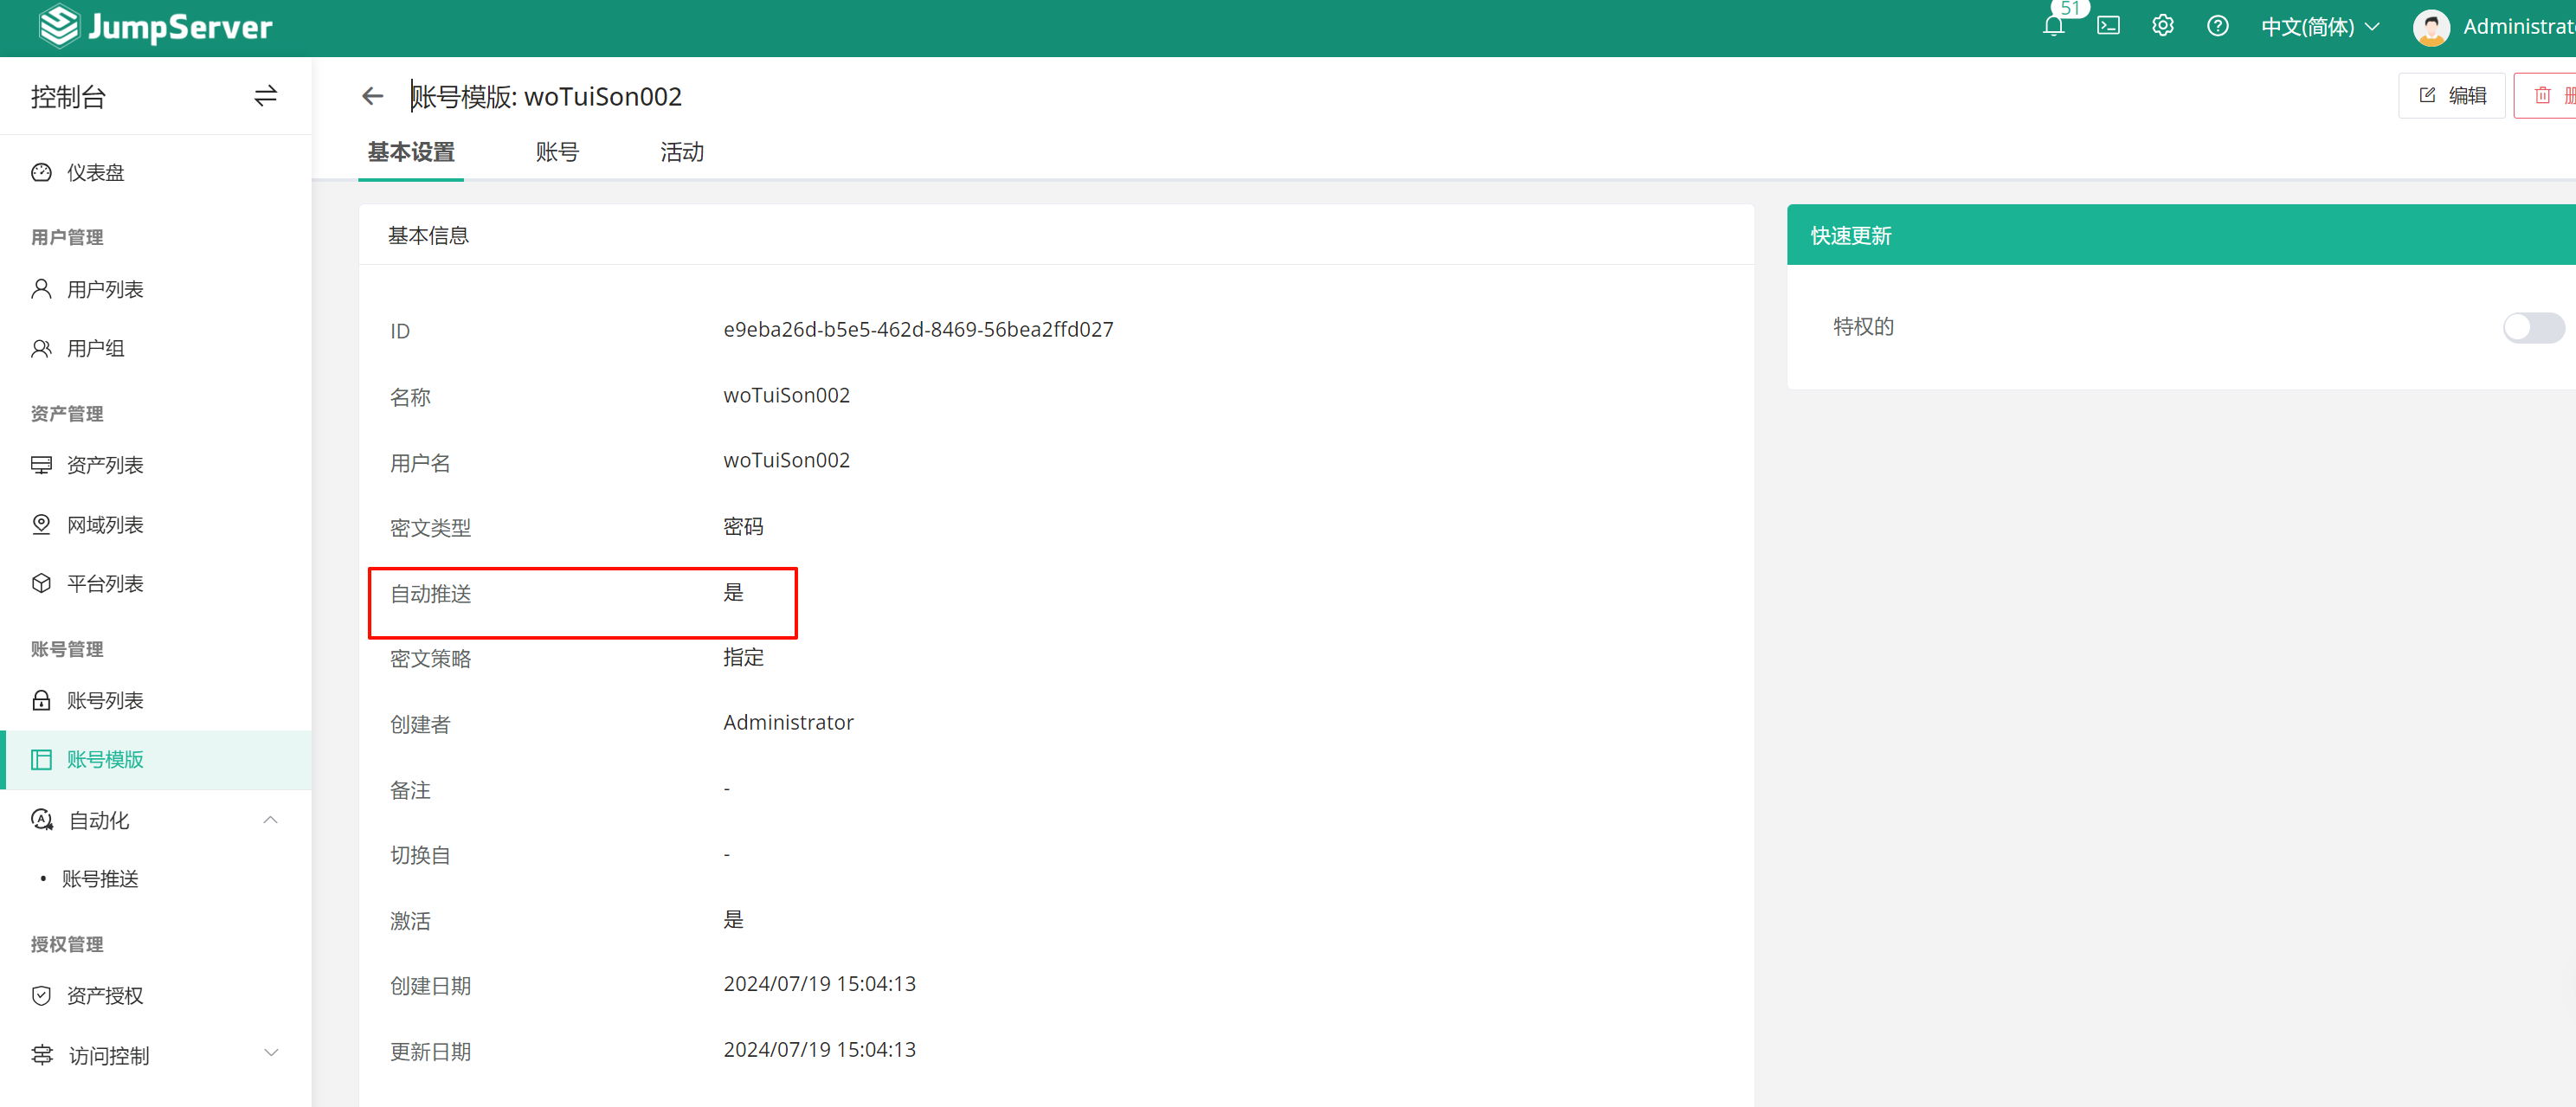 JumpServer
51
中文(简体)
控制台
账号模版: woTuiSon002
编辑
基本设置
账号
活动
仪表盘
用户管理
用户列表
用户组
资产管理
资产列表
网域列表
平台列表
账号管理
账号列表
账号模版
自动化
• 账号推送
授权管理
资产授权
访问控制
基本信息
ID e9eba26d-b5e5-462d-8469-56bea2ffd027
名称 woTuiSon002
用户名 woTuiSon002
密文类型 密码
自动推送 是
密文策略 指定
创建者 Administrator
备注 -
切换自 -
激活 是
创建日期 2024/07/19 15:04:13
更新日期 2024/07/19 15:04:13
快速更新
特权的